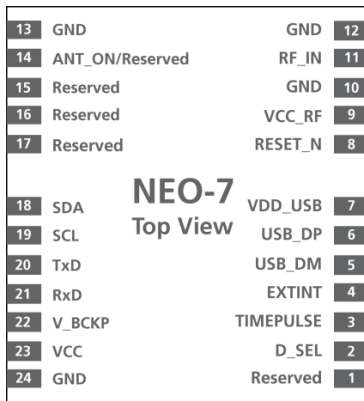 13 GND GND 12
14 ANT_ON/Reserved RF_IN 11
15 Reserved GND 10
16 Reserved VCC_RF 9
17 Reserved RESET_N 8
NEO-7
Top View
18 SDA VDD_USB 7
19 SCL USB_DP 6
20 TxD USB_DM 5
21 RxD EXTINT 4
22 V_BCKP TIMEPULSE 3
23 VCC D_SEL 2
24 GND Reserved 1